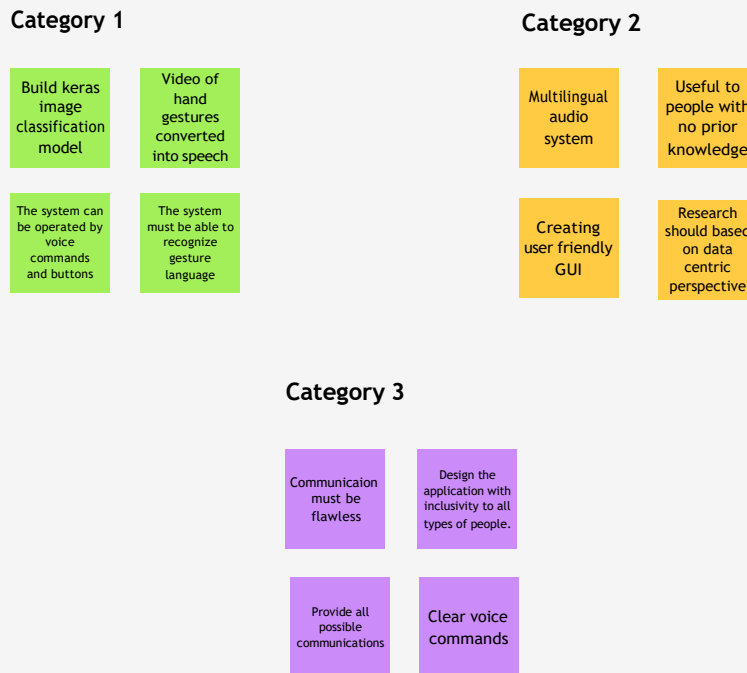 Category 1
Build keras
image
classification
model
Video of
hand
gestures
converted
into speech
The system can
be operated by
voice
commands
and buttons
The system
must be able to
recognize
gesture
language
Category 2
Multilingual
audio
system
Useful to
people with
no prior
knowledge
Creating
user friendly
GUI
Research
should based
on data
centric
perspective
Category 3
Communicaion
must be
flawless
Design the
application with
inclusivity to all
types of people.
Provide all
possible
communications
Clear voice
commands